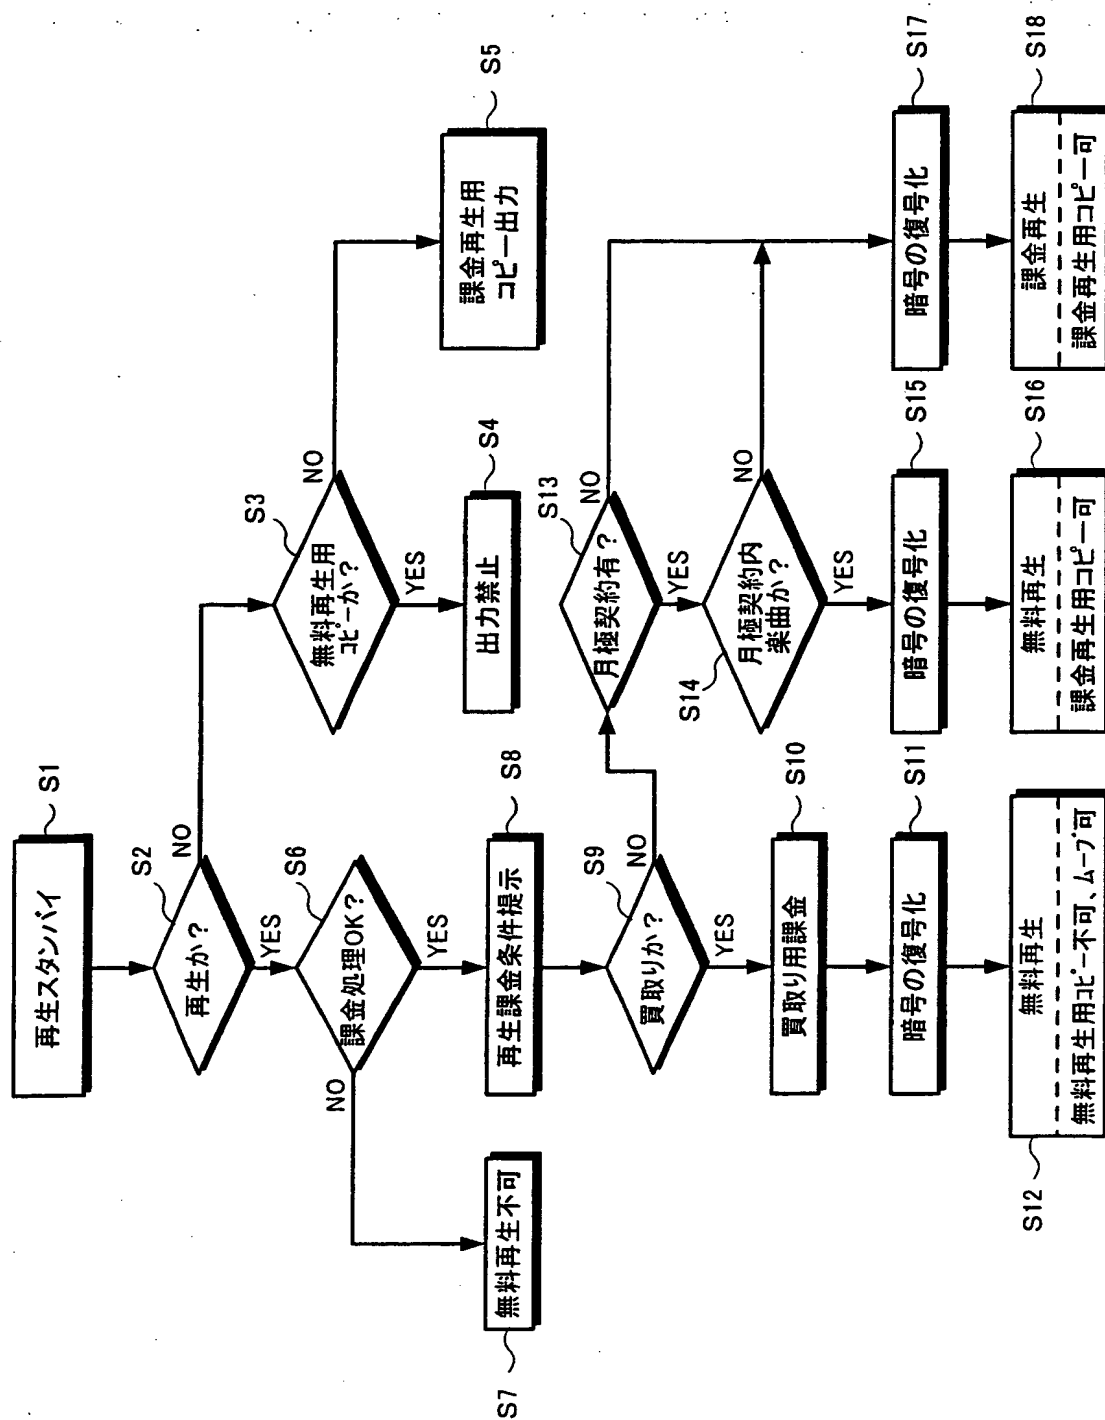 再生スタンバイ
S1
再生か?
S2
NO
YES
無料再生用
コピーか?
S3
NO
YES
出力禁止
S4
課金再生用
コピー出力
S5
課金処理OK?
S6
NO
YES
無料再生不可
S7
再生課金条件提示
S8
買取りか?
S9
NO
YES
買取り用課金
S10
暗号の復号化
S11
無料再生
無料再生用コピー不可、ムーブ可
S12
月極契約有?
S13
NO
YES
月極契約内
楽曲か?
S14
NO
YES
暗号の復号化
S15
無料再生
課金再生用コピー可
S16
暗号の復号化
S17
課金再生
課金再生用コピー可
S18